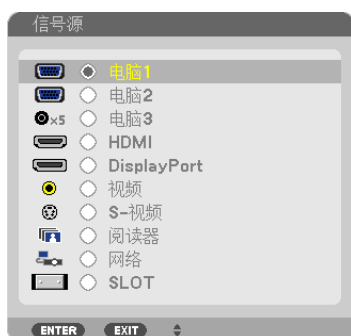 信号源
电脑1
电脑2
×5 电脑3
HDMI
DisplayPort
视频
S-视频
阅读器
网络
SLOT
ENTER EXIT